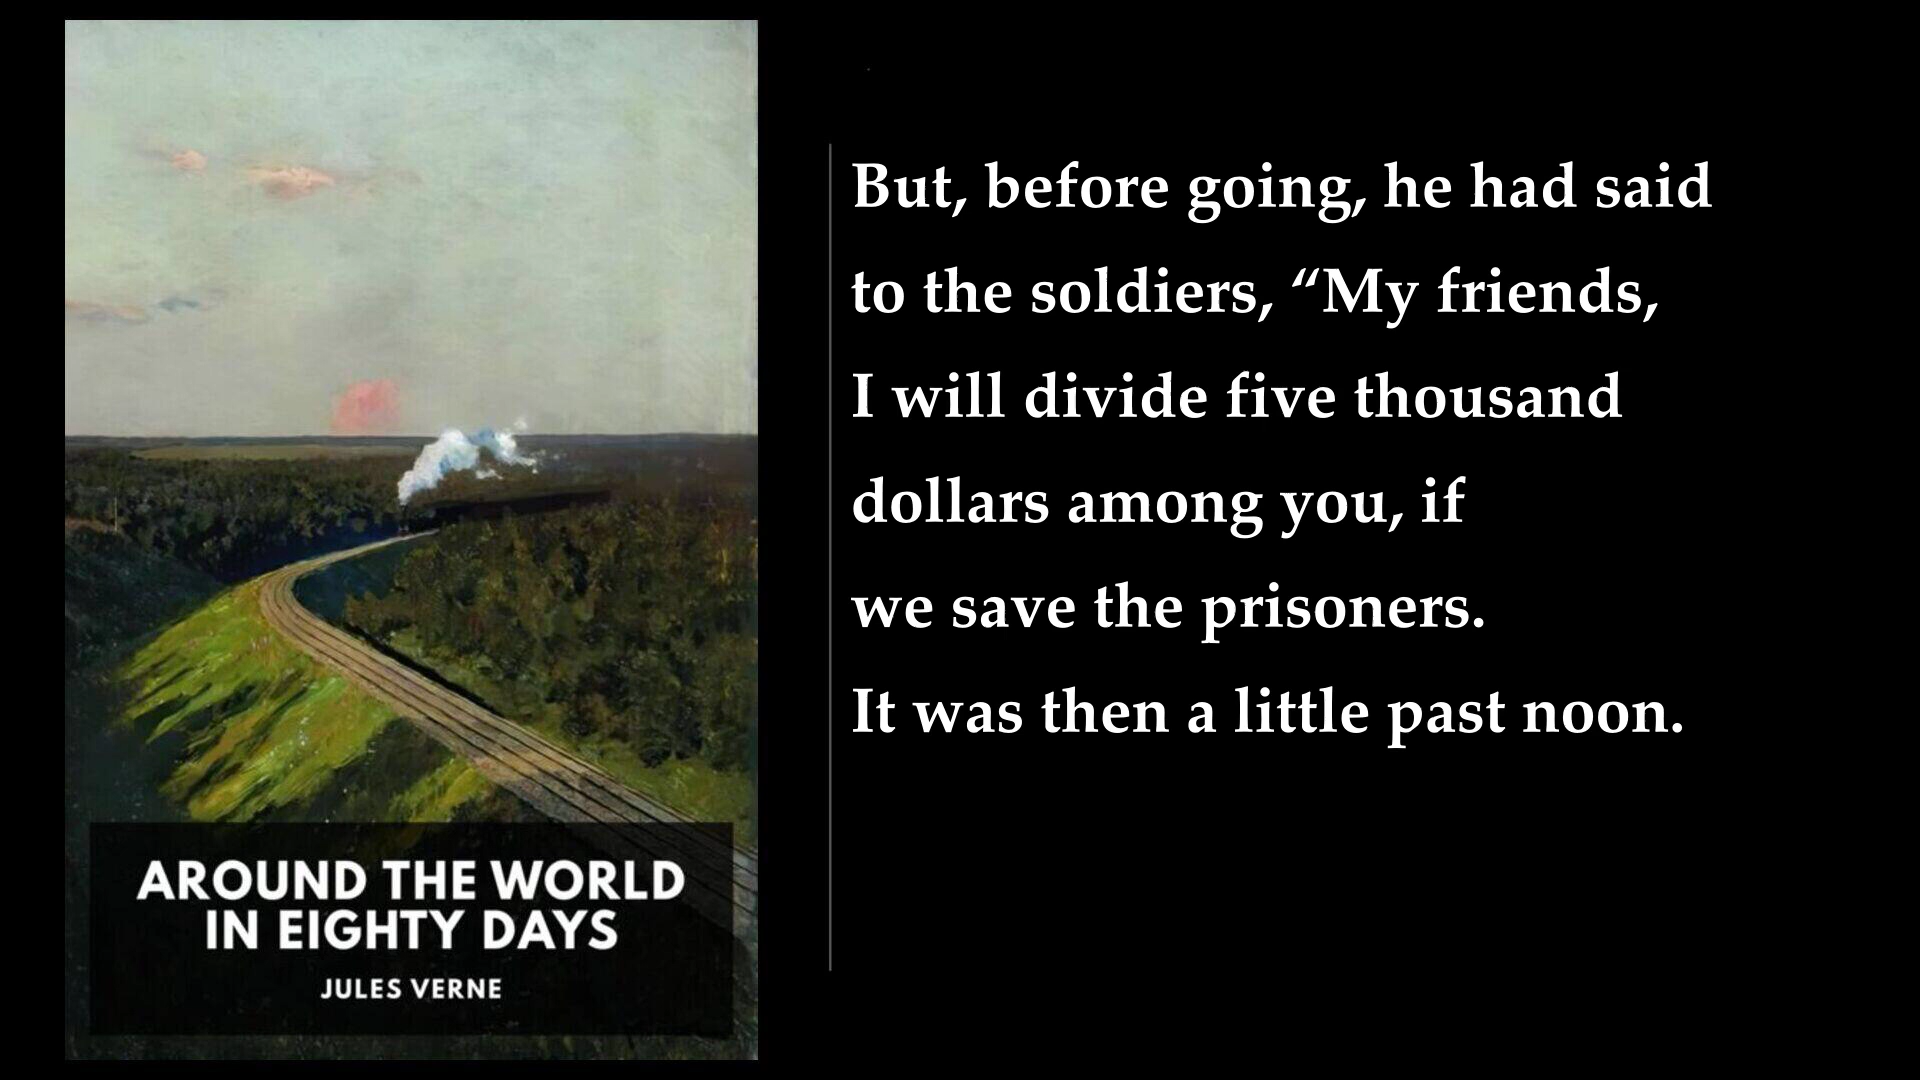 AROUND THE WORLD
IN EIGHTY DAYS
JULES VERNE
But, before going, he had said
to the soldiers, “My friends,
I will divide five thousand
dollars among you, if
we save the prisoners.
It was then a little past noon.